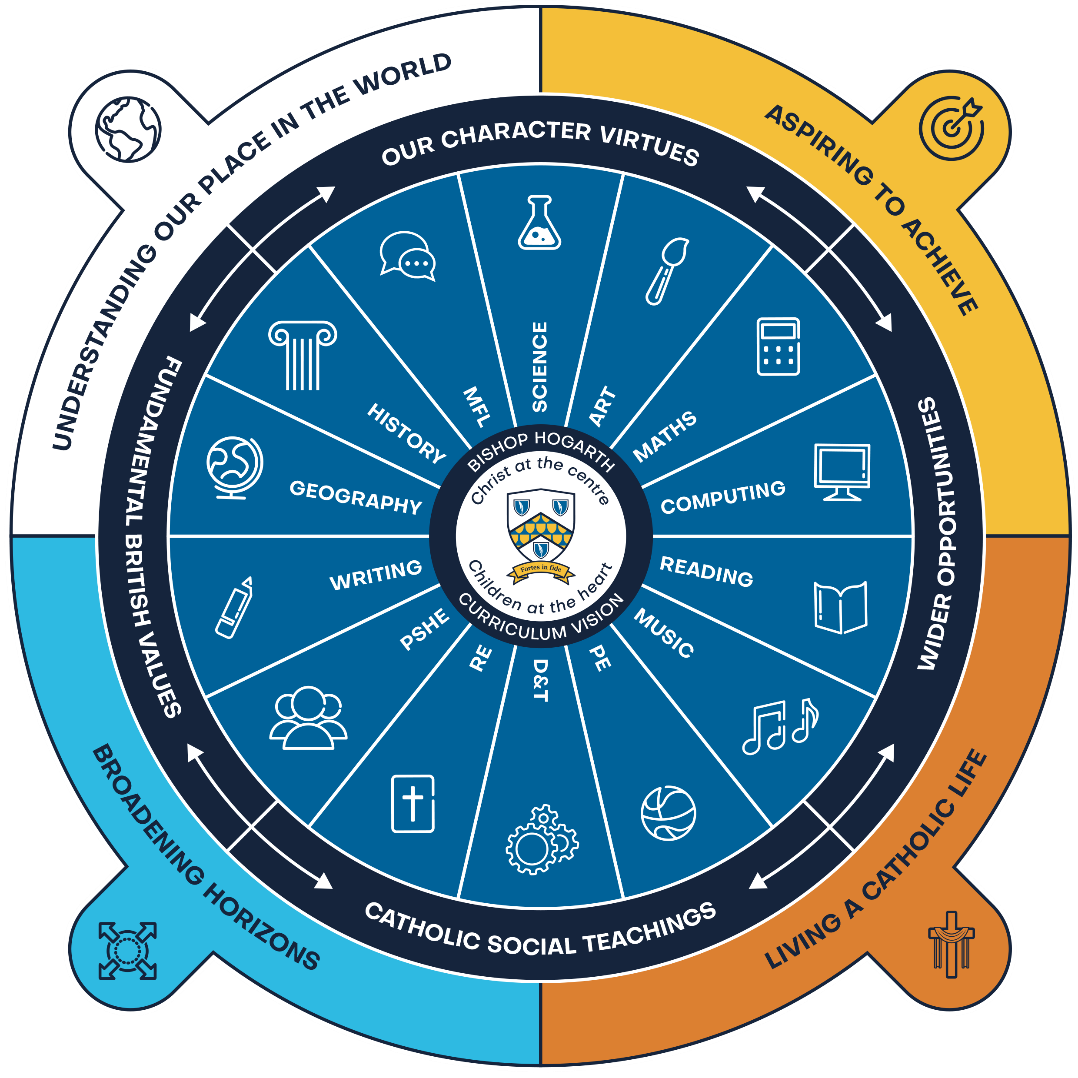 UNDERSTANDING OUR PLACE IN THE WORLD
ASPIRING TO ACHIEVE
LIVING A CATHOLIC LIFE
BROADENING HORIZONS
OUR CHARACTER VIRTUES
WIDER OPPORTUNITIES
CATHOLIC SOCIAL TEACHINGS
FUNDAMENTAL BRITISH VALUES
SCIENCE
ART
MATHS
COMPUTING
READING
MUSIC
PE
D&T
RE
PSHE
WRITING
GEOGRAPHY
HISTORY
MFL
BISHOP HOGARTH
Christ at the centre
Fortes in fide
Children at the heart
CURRICULUM VISION